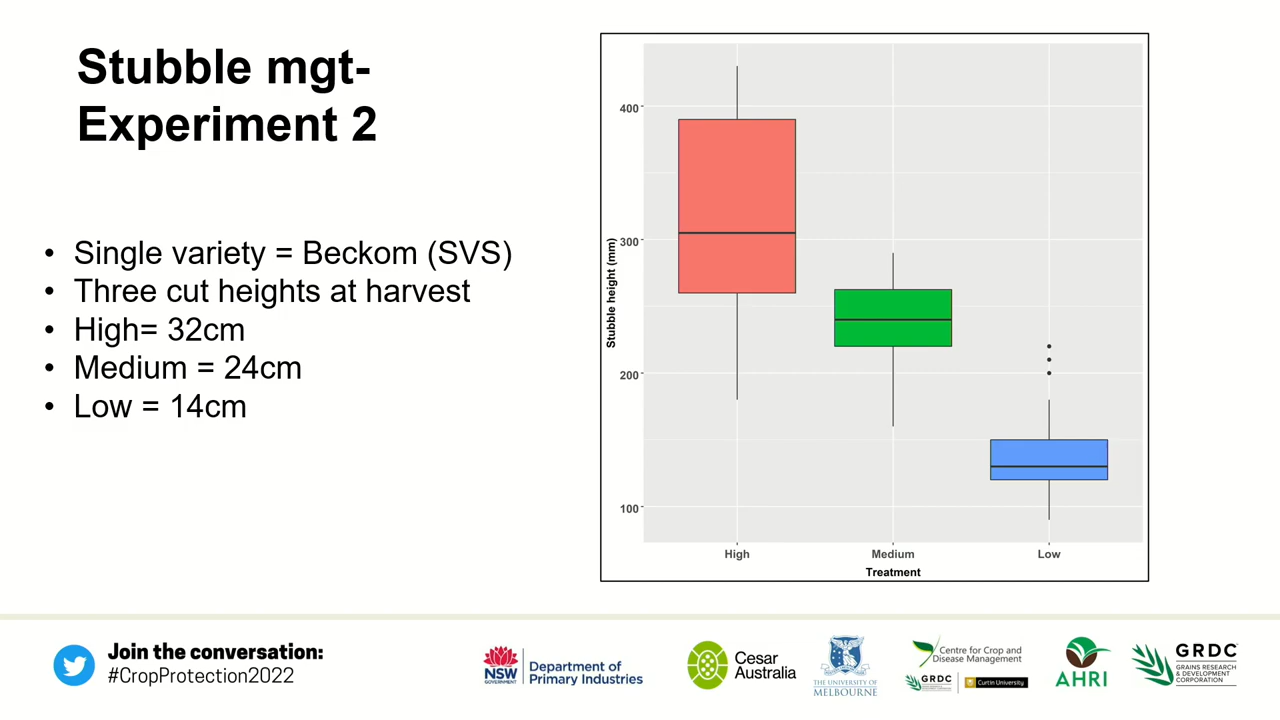 Stubble mgt-
Experiment 2
• Single variety = Beckom (SVS)
• Three cut heights at harvest
• High= 32cm
• Medium = 24cm
• Low = 14cm
Stubble height (mm)
400
300
200
100
High Medium Low
Treatment
Join the conversation:
#CropProtection2022
NSW
GOVERNMENT
Department of
Primary Industries
Cesar
Australia
THE UNIVERSITY OF
MELBOURNE
Centre for Crop and
Disease Management
GRDC
Curtin University
AHRI
GRDC
GRAINS RESEARCH
& DEVELOPMENT
CORPORATION